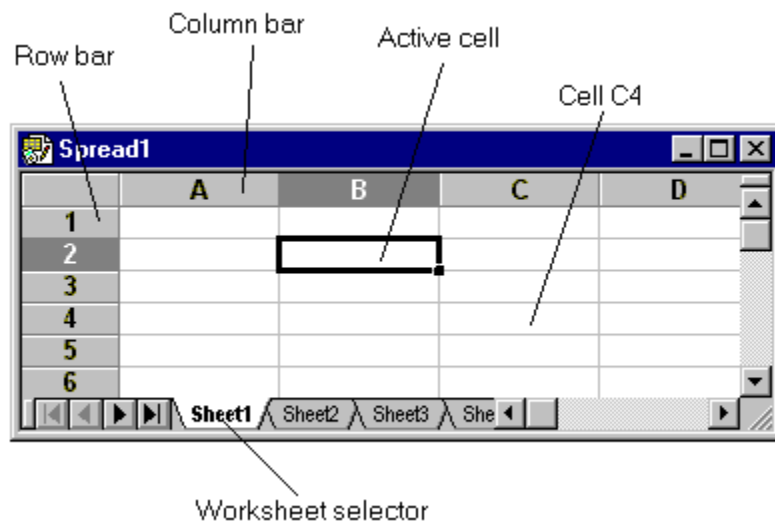 Column bar
Active cell
Row bar
Cell C4
Spread1
A B C D
1
2
3
4
5
6
Sheet1 Sheet2 Sheet3 She
Worksheet selector